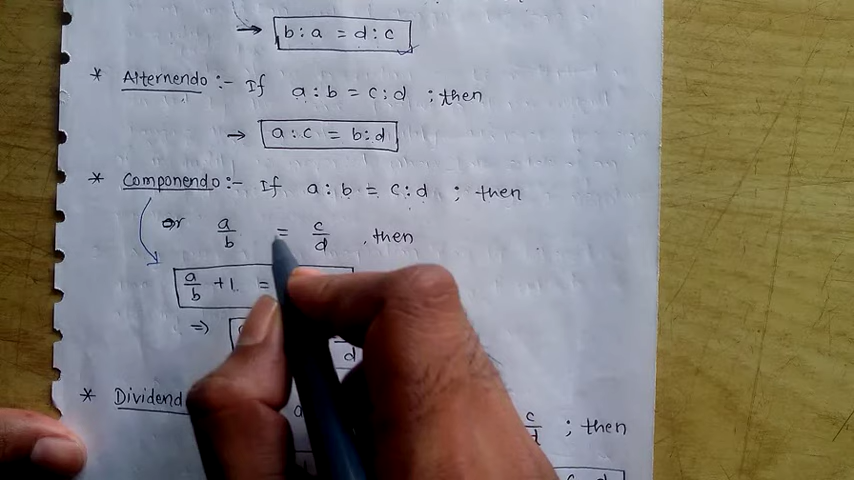 → b : a = d : c
* Alternendo :- If a : b = c : d ; then
→ a : c = b : d
* Componendo :- If a : b = c : d ; then
or a/b = c/d , then
a/b + 1 =
=> d
* Dividend a c/d ; then
c d